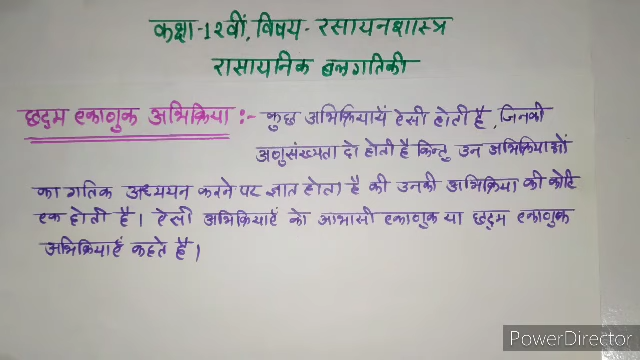 कक्षा-12वीं, विषय- रसायनशास्त्र
रासायनिक बलगतिकी
छद्म एकाणुक अभिक्रिया :- कुछ अभिक्रियायें ऐसी होती है, जिनकी
अणुसंख्यता दो होती है किन्तु उन अभिक्रियाओं
का गतिक अध्ययन करने पर ज्ञात होता है की उनकी अभिक्रिया की कोटि
एक होती है। ऐसी अभिक्रियाएं को आभासी एकाणुक या छद्म एकाणुक
अभिक्रियाएं कहते है।
PowerDirector